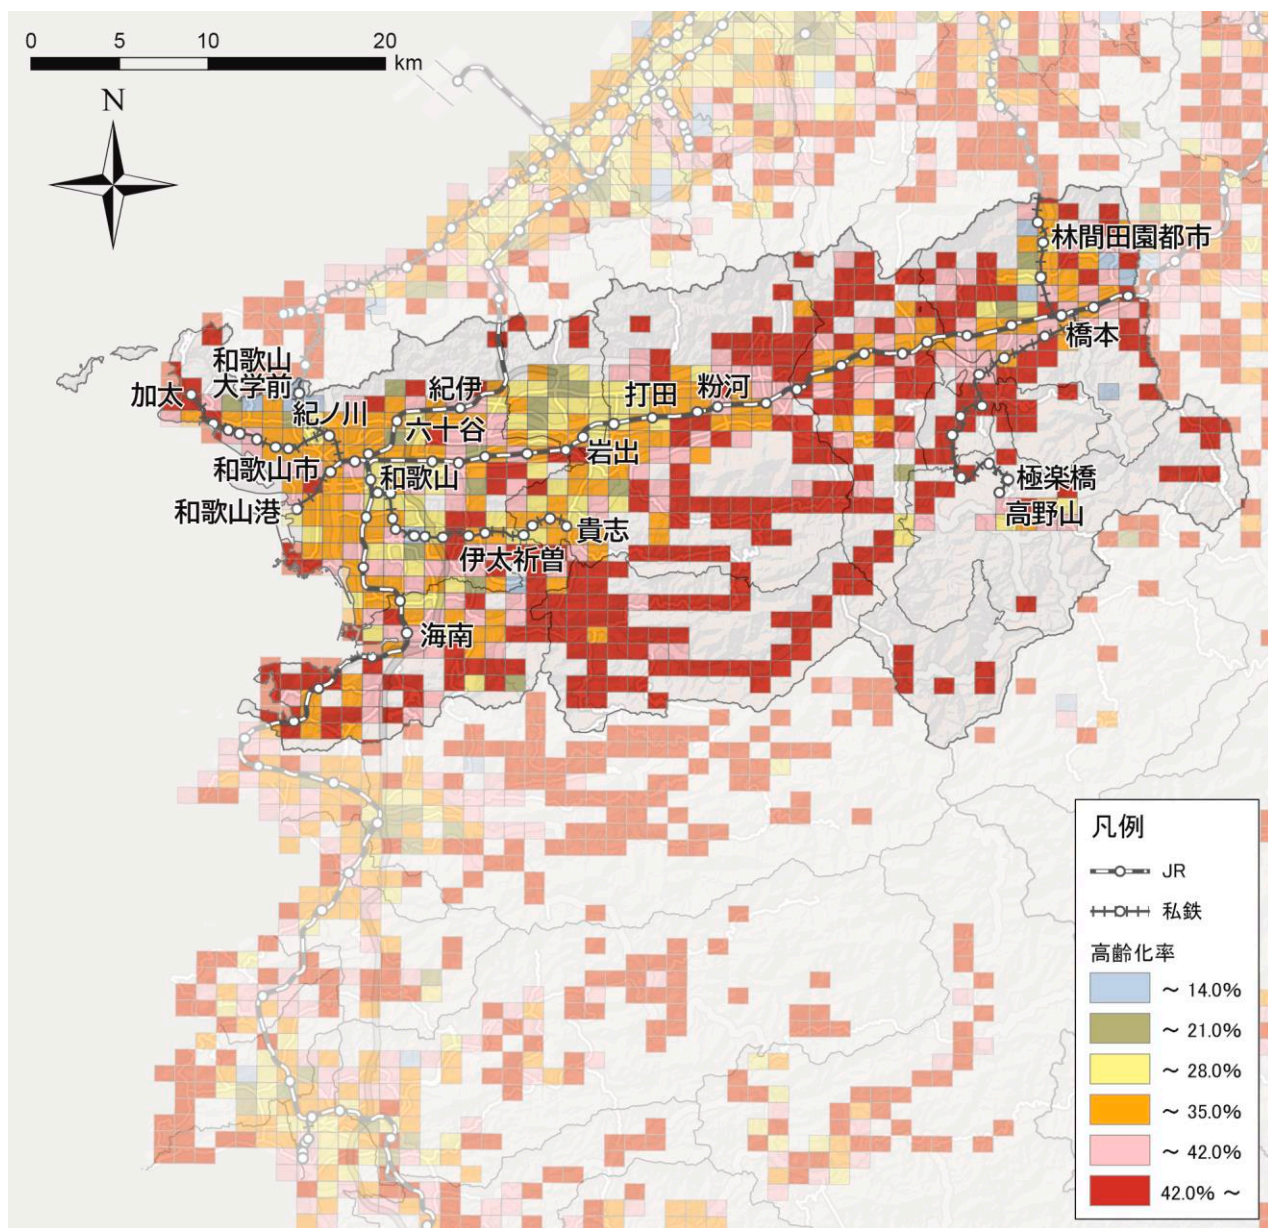 0 5 10 20
km
N
林間田園都市
橋本
和歌山
大学前
加太
紀ノ川
紀伊
六十谷
打田
粉河
岩出
和歌山市
和歌山
和歌山港
極楽橋
高野山
貴志
伊太祈曽
海南
凡例
JR
私鉄
高齢化率
～ 14.0%
～ 21.0%
～ 28.0%
～ 35.0%
～ 42.0%
42.0% ～